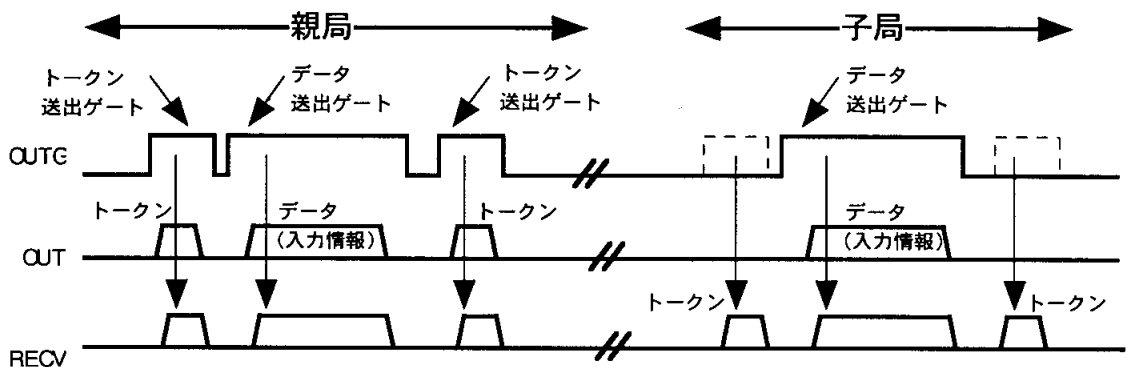 親局
子局
トークン
送出ゲート
データ
送出ゲート
トークン
送出ゲート
データ
送出ゲート
OUTG
トークン
データ
(入力情報)
トークン
データ
(入力情報)
OUT
トークン
トークン
RECV